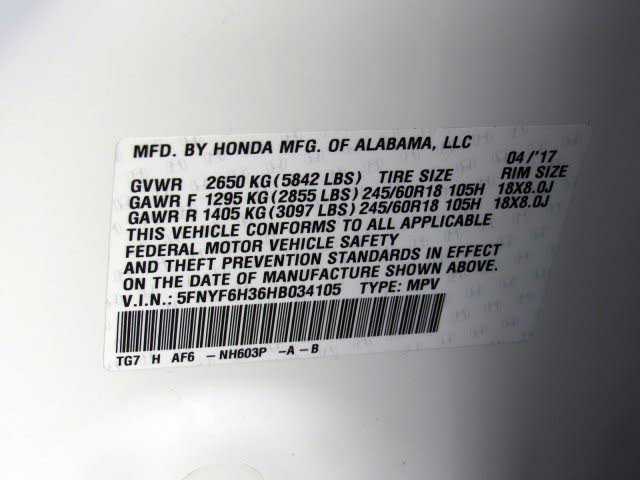 MFD. BY HONDA MFG. OF ALABAMA, LLC
04/'17
GVWR 2650 KG(5842 LBS) TIRE SIZE RIM SIZE
GAWR F 1295 KG(2855 LBS)245/60R18 105H 18X8.0J
GAWR R 1405 KG(3097 LBS)245/60R18 105H 18X8.0J
THIS VEHICLE CONFORMS TO ALL APPLICABLE
FEDERAL MOTOR VEHICLE SAFETY
AND THEFT PREVENTION STANDARDS IN EFFECT
ON THE DATE OF MANUFACTURE SHOWN ABOVE.
V.I.N.: 5FNYF6H36HB034105 TYPE: MPV
TG7 H AF6 -NH603P -A-B